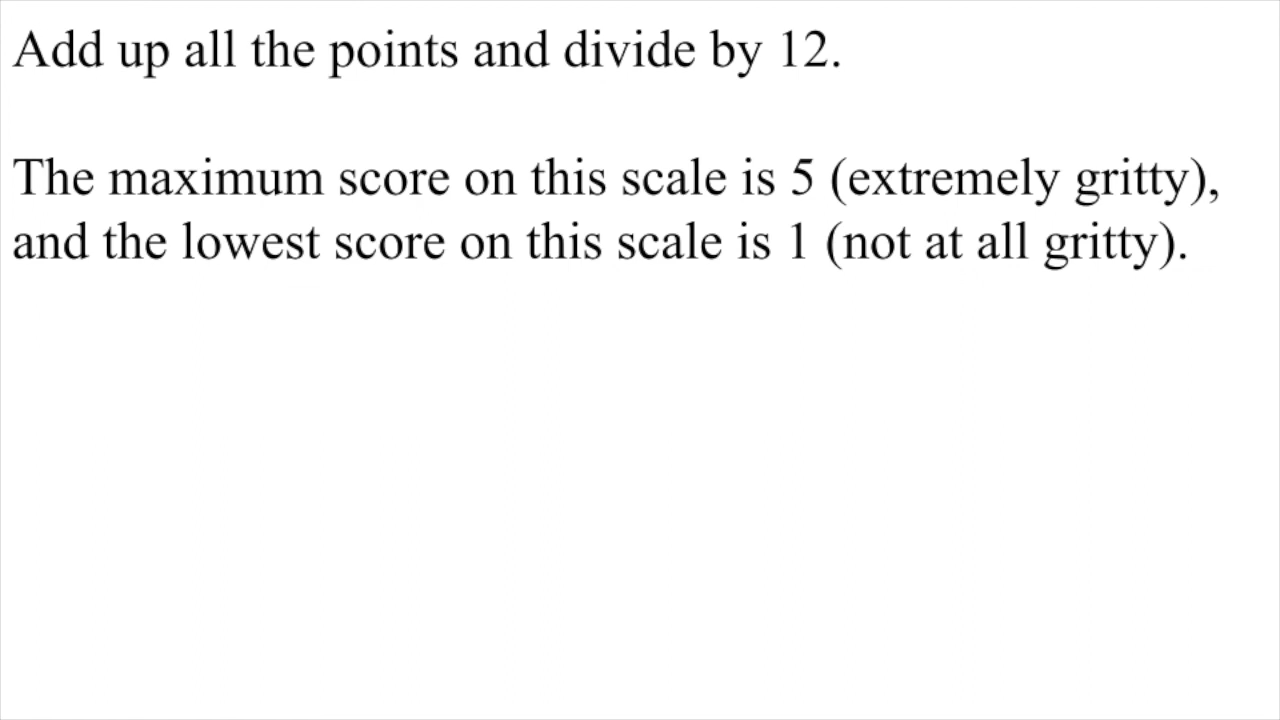 Add up all the points and divide by 12.
The maximum score on this scale is 5 (extremely gritty),
and the lowest score on this scale is 1 (not at all gritty).